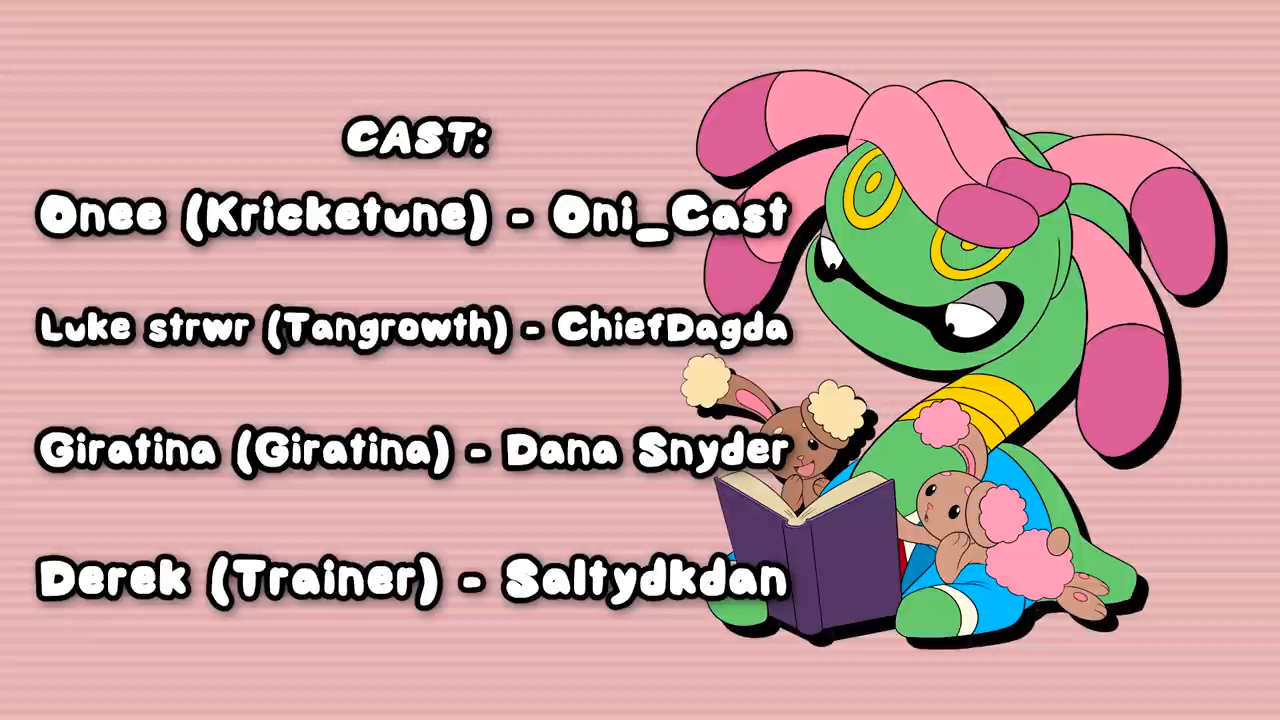 CAST:
Onee (Kricketune) - Oni_Cast
Luke strwr (Tangrowth) - ChiefDagda
Giratina (Giratina) - Dana Snyder
Derek (Trainer) - Saltydkdan